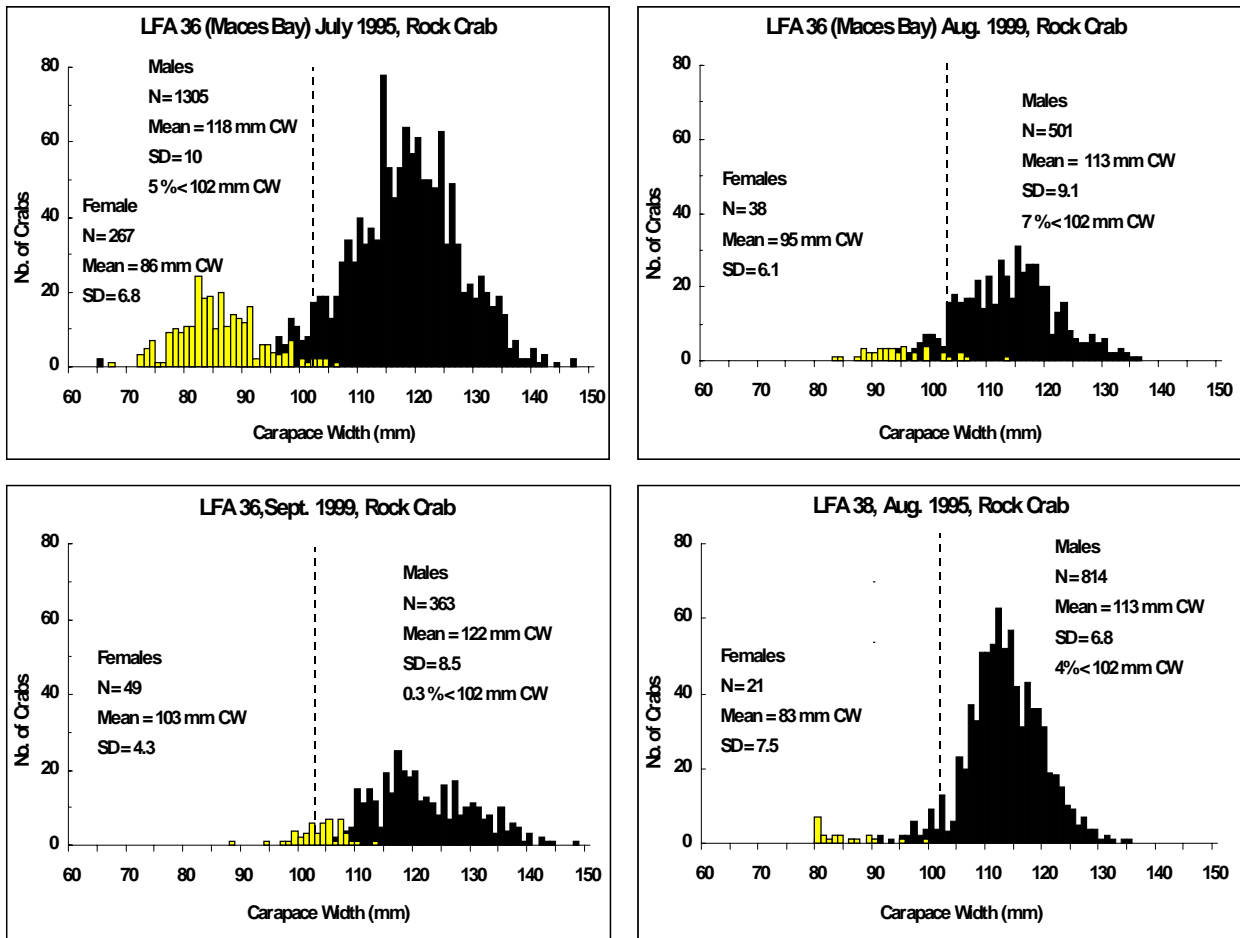 LFA 36 (Maces Bay) July 1995, Rock Crab
80
60
40
20
0
No. of Crabs
Males
N = 1305
Mean = 118 mm CW
SD = 10
5 % < 102 mm CW
Female
N = 267
Mean = 86 mm CW
SD = 6.8
60 70 80 90 100 110 120 130 140 150
Carapace Width (mm)
LFA 36 (Maces Bay) Aug. 1999, Rock Crab
80
60
40
20
0
No. of Crabs
Males
N = 501
Mean = 113 mm CW
SD = 9.1
7 % < 102 mm CW
Females
N = 38
Mean = 95 mm CW
SD = 6.1
60 70 80 90 100 110 120 130 140 150
Carapace Width (mm)
LFA 36,Sept. 1999, Rock Crab
80
60
40
20
0
No. of Crabs
Males
N = 363
Mean = 122 mm CW
SD = 8.5
0.3 % < 102 mm CW
Females
N = 49
Mean = 103 mm CW
SD = 4.3
60 70 80 90 100 110 120 130 140 150
Carapace Width (mm)
LFA 38, Aug. 1995, Rock Crab
80
60
40
20
0
No. of Crabs
Males
N = 814
Mean = 113 mm CW
SD = 6.8
4% < 102 mm CW
Females
N = 21
Mean = 83 mm CW
SD = 7.5
60 70 80 90 100 110 120 130 140 150
Carapace Width (mm)